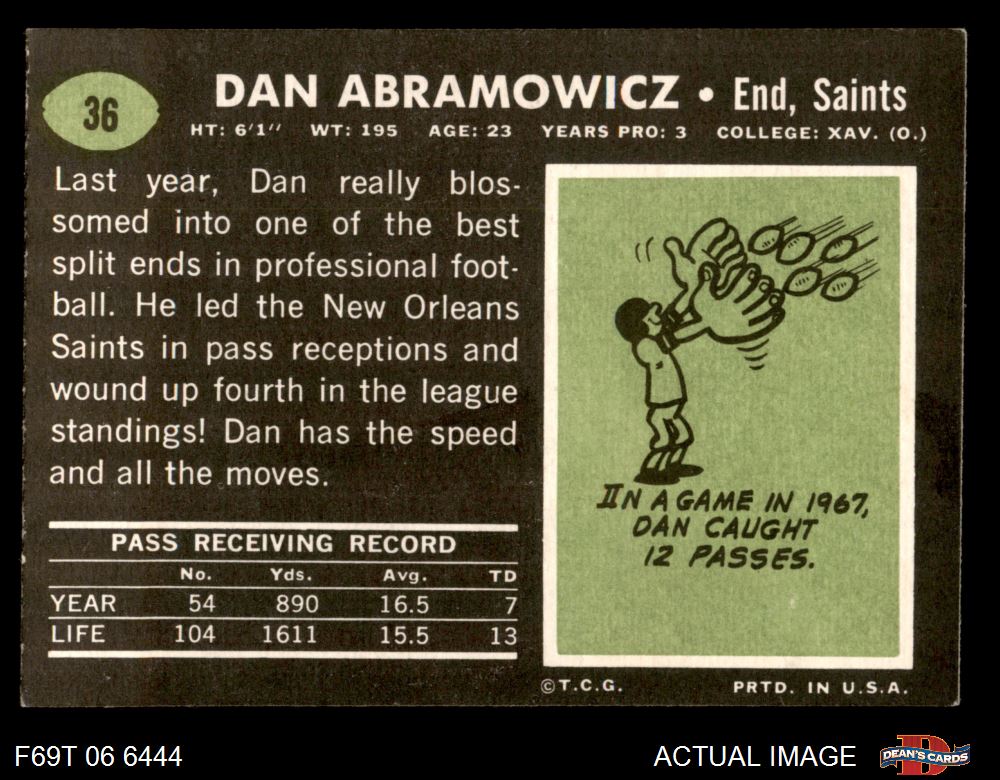 36
DAN ABRAMOWICZ • End, Saints
HT: 6'1" WT: 195 AGE: 23 YEARS PRO: 3 COLLEGE: XAV. (O.)
Last year, Dan really blos-
somed into one of the best
split ends in professional foot-
ball. He led the New Orleans
Saints in pass receptions and
wound up fourth in the league
standings! Dan has the speed
and all the moves.
PASS RECEIVING RECORD
No. Yds. Avg. TD
YEAR 54 890 16.5 7
LIFE 104 1611 15.5 13
IN A GAME IN 1967,
DAN CAUGHT
12 PASSES.
©T.C.G. PRTD. IN U.S.A.
F69T 06 6444
ACTUAL IMAGE
DEAN'S CARDS